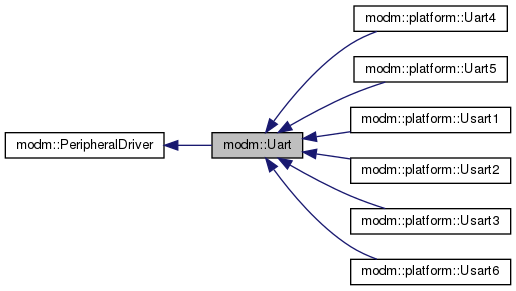 modm::platform::Uart4
modm::platform::Uart5
modm::platform::Usart1
modm::PeripheralDriver
modm::Uart
modm::platform::Usart2
modm::platform::Usart3
modm::platform::Usart6